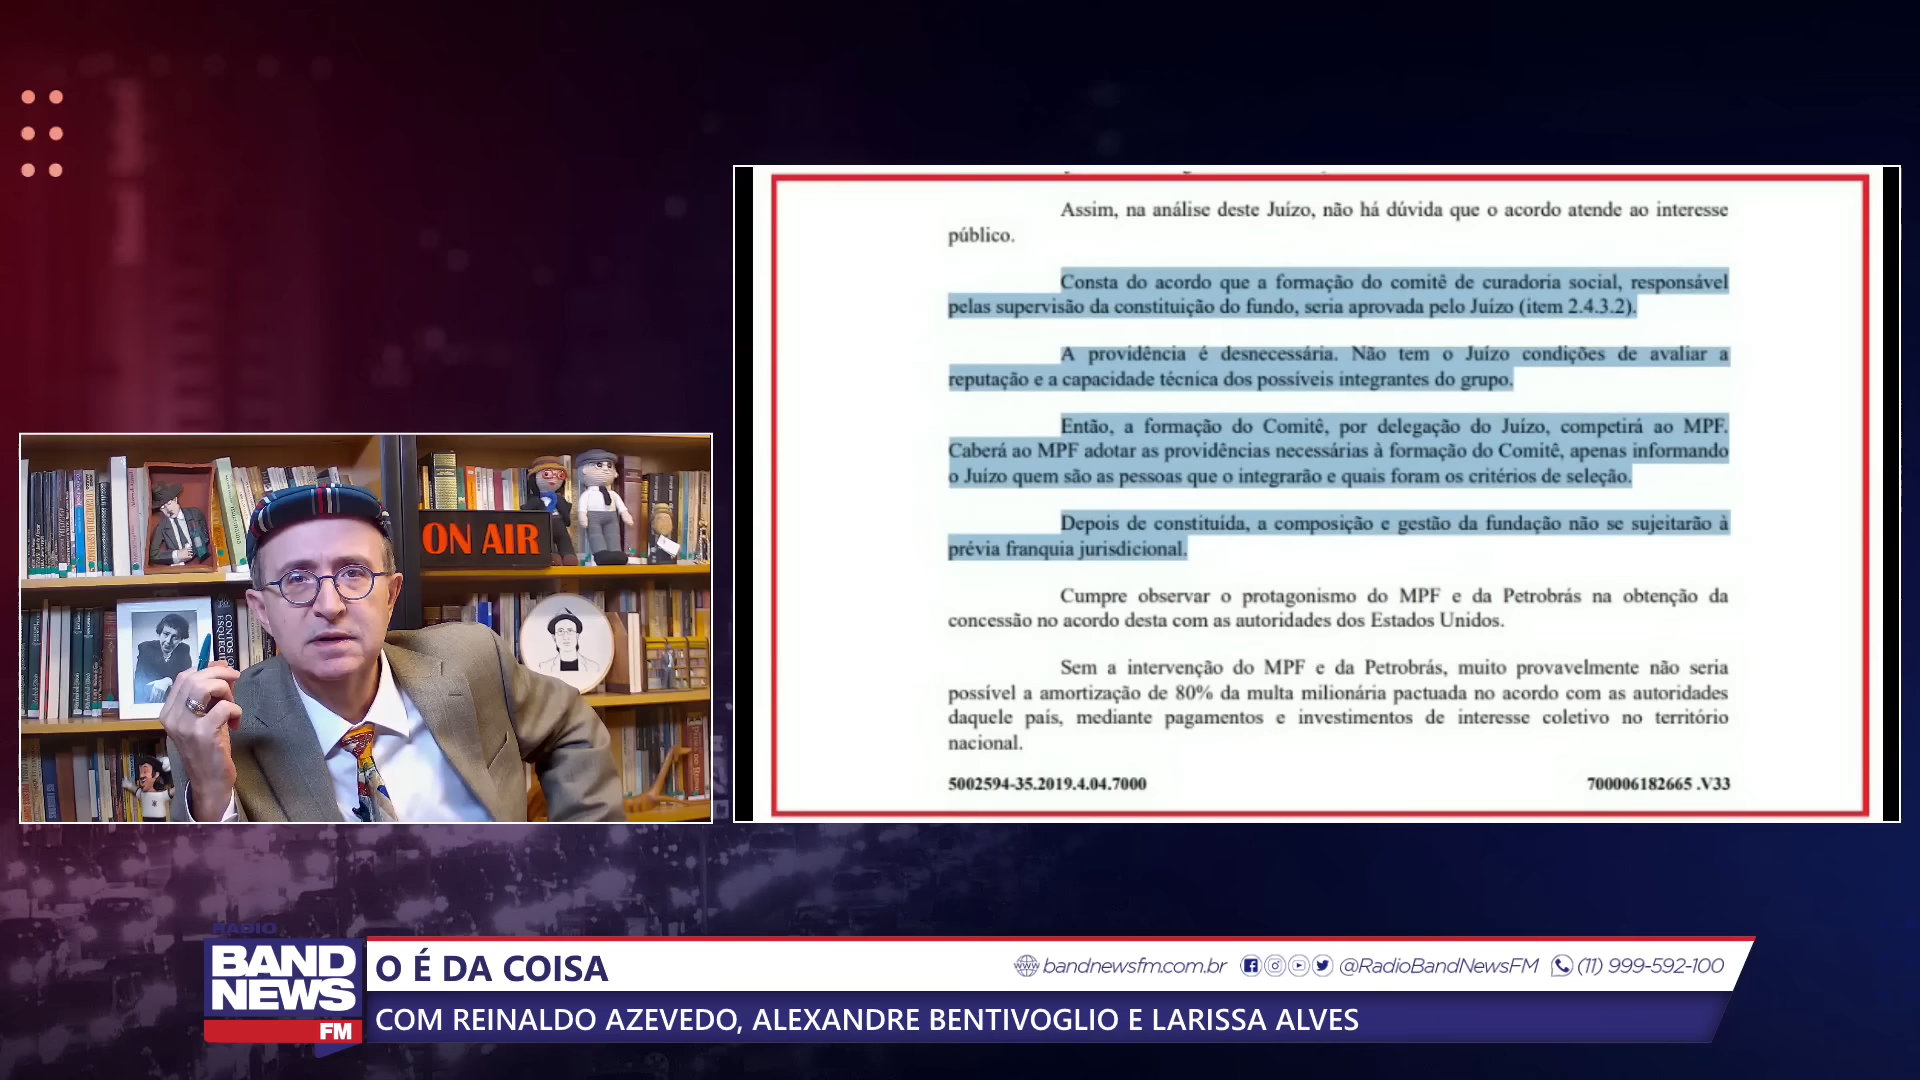 Assim, na análise deste Juízo, não há dúvida que o acordo atende ao interesse
público.
Consta do acordo que a formação do comitê de curadoria social, responsável
pelas supervisão da constituição do fundo, seria aprovada pelo Juízo (item 2.4.3.2).
A providência é desnecessária. Não tem o Juízo condições de avaliar a
reputação e a capacidade técnica dos possíveis integrantes do grupo.
Então, a formação do Comitê, por delegação do Juízo, competirá ao MPF.
Caberá ao MPF adotar as providências necessárias à formação do Comitê, apenas informando
o Juízo quem são as pessoas que o integrarão e quais foram os critérios de seleção.
Depois de constituída, a composição e gestão da fundação não se sujeitarão à
prévia franquia jurisdicional.
Cumpre observar o protagonismo do MPF e da Petrobrás na obtenção da
concessão no acordo desta com as autoridades dos Estados Unidos.
Sem a intervenção do MPF e da Petrobrás, muito provavelmente não seria
possível a amortização de 80% da multa milionária pactuada no acordo com as autoridades
daquele país, mediante pagamentos e investimentos de interesse coletivo no território
nacional.
5002594-35.2019.4.04.7000
700006182665 .V33
ON AIR
CONTOS
RÁDIO
BAND
NEWS
FM
O É DA COISA
bandnewsfm.com.br
@RadioBandNewsFM
(11) 999-592-100
COM REINALDO AZEVEDO, ALEXANDRE BENTIVOGLIO E LARISSA ALVES